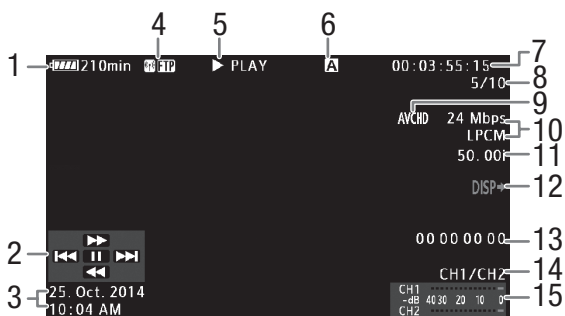 4 5 6
1 210min FTP PLAY A 00:03:55:15 7
5/10 8
9
AVCHD 24 Mbps 10
LPCM
50.00i 11
DISP 12
2
00 00 00 00 13
CH1/CH2 14
3 25. Oct. 2014
10:04 AM
CH1
-dB 40 30 20 10 0 15
CH2